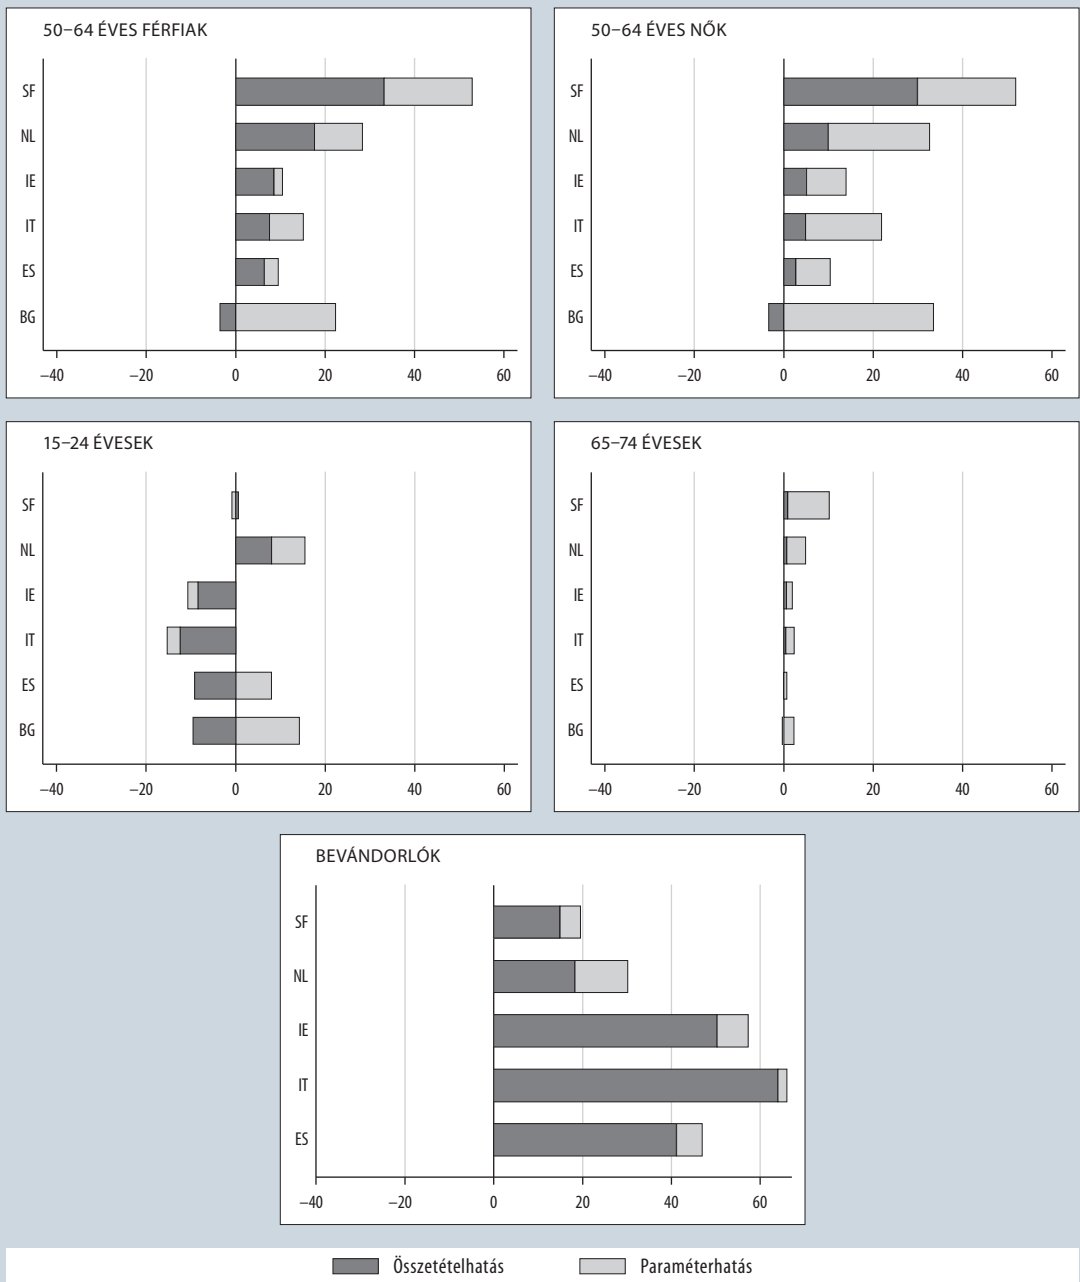 50–64 ÉVES FÉRFIAK
SF
NL
IE
IT
ES
BG
–40 –20 0 20 40 60
50–64 ÉVES NŐK
SF
NL
IE
IT
ES
BG
–40 –20 0 20 40 60
15–24 ÉVESEK
SF
NL
IE
IT
ES
BG
–40 –20 0 20 40 60
65–74 ÉVESEK
SF
NL
IE
IT
ES
BG
–40 –20 0 20 40 60
BEVÁNDORLÓK
SF
NL
IE
IT
ES
–40 –20 0 20 40 60
Összetételhatás Paraméterhatás